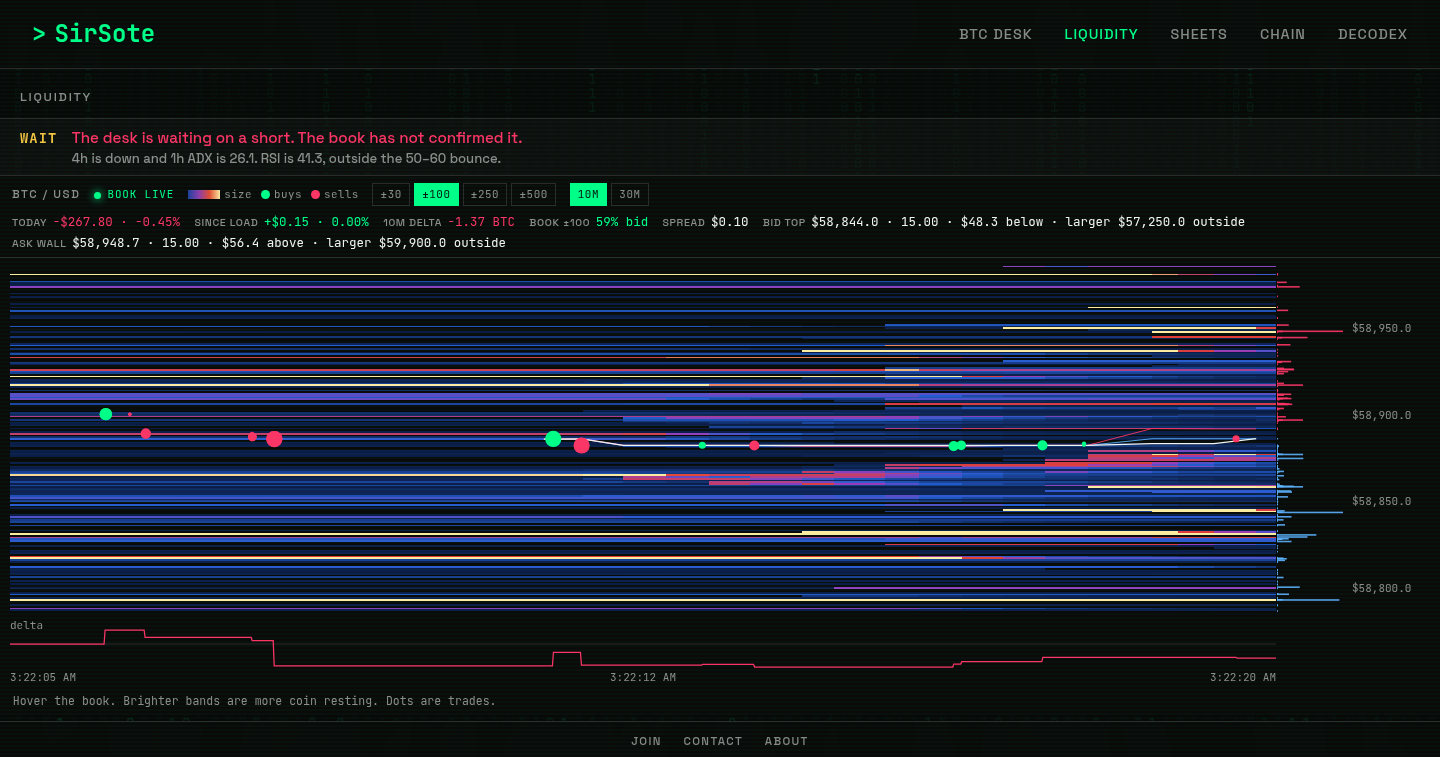 > SirSote
BTC DESK LIQUIDITY SHEETS CHAIN DECODEX
LIQUIDITY
WAIT The desk is waiting on a short. The book has not confirmed it.
4h is down and 1h ADX is 26.1. RSI is 41.3, outside the 50–60 bounce.
BTC / USD BOOK LIVE size buys sells ±30 ±100 ±250 ±500 10M 30M
TODAY -$267.80 · -0.45% SINCE LOAD +$0.15 · 0.00% 10M DELTA -1.37 BTC BOOK ±100 59% bid SPREAD $0.10 BID TOP $58,844.0 · 15.00 · $48.3 below · larger $57,250.0 outside
ASK WALL $58,948.7 · 15.00 · $56.4 above · larger $59,900.0 outside
$58,950.0
$58,900.0
$58,850.0
$58,800.0
delta
3:22:05 AM 3:22:12 AM 3:22:20 AM
Hover the book. Brighter bands are more coin resting. Dots are trades.
JOIN CONTACT ABOUT